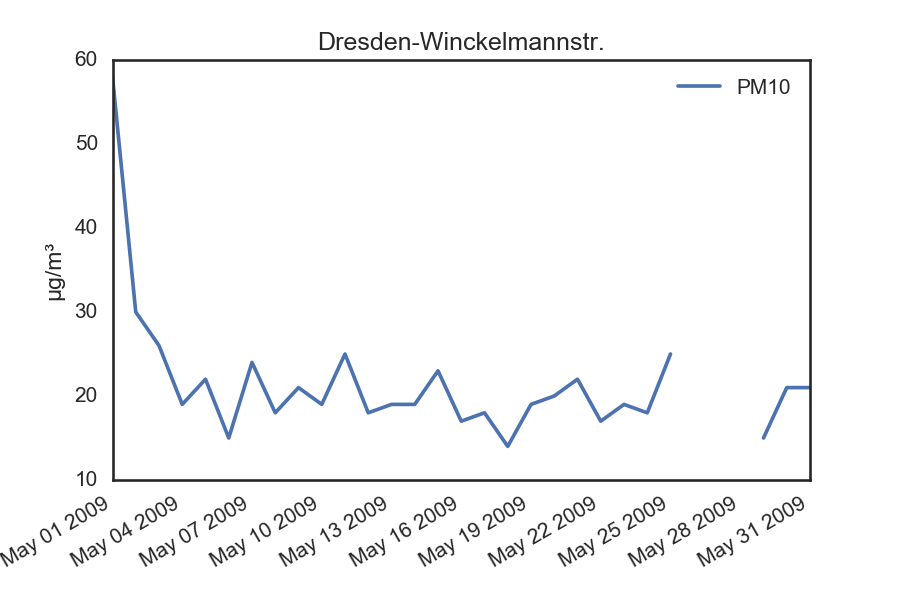 Dresden-Winckelmannstr.
60
50
40
30
20
10
µg/m³
PM10
May 01 2009
May 04 2009
May 07 2009
May 10 2009
May 13 2009
May 16 2009
May 19 2009
May 22 2009
May 25 2009
May 28 2009
May 31 2009